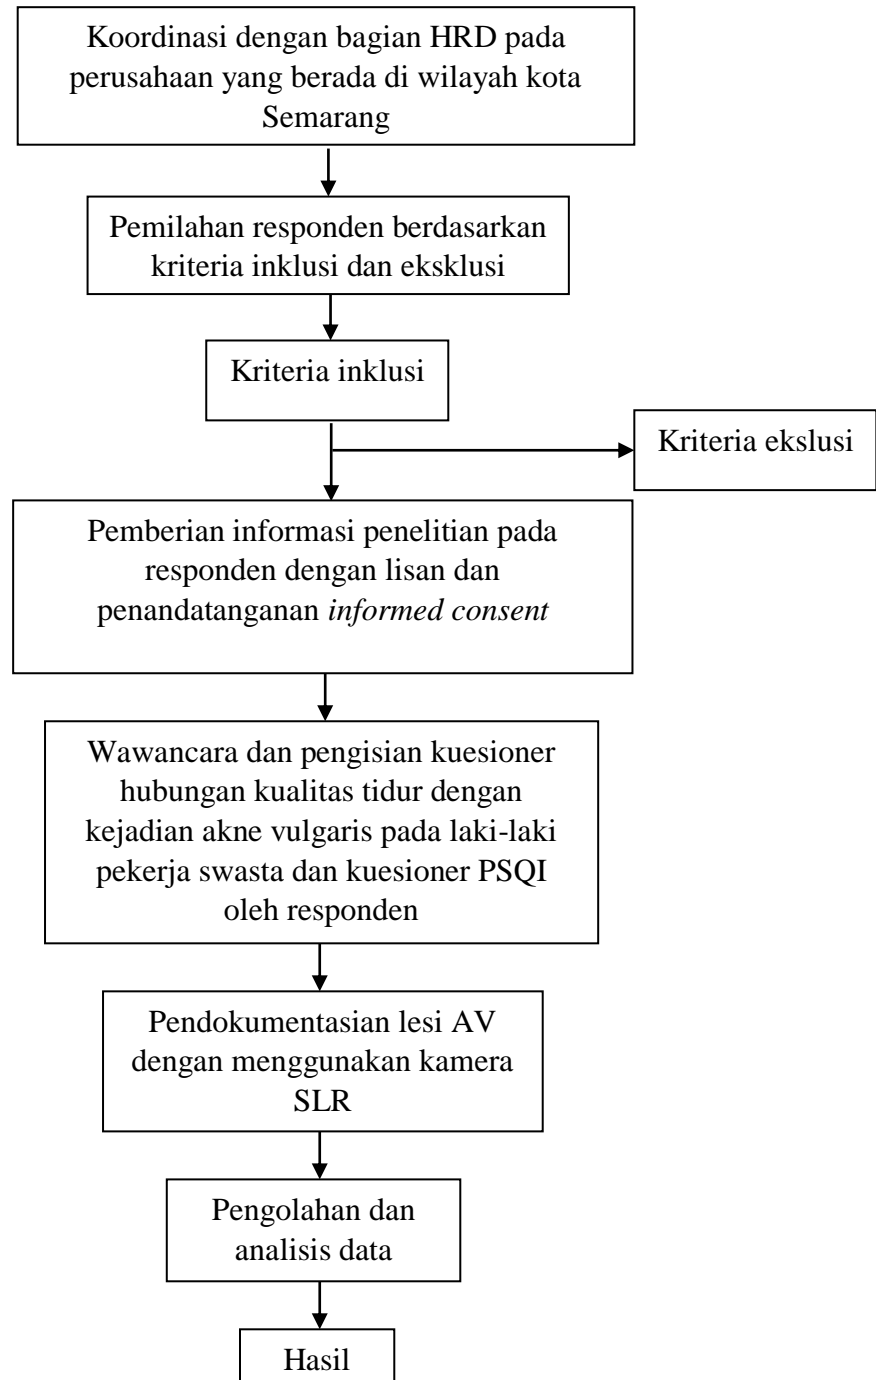 Koordinasi dengan bagian HRD pada
perusahaan yang berada di wilayah kota
Semarang
Pemilahan responden berdasarkan
kriteria inklusi dan eksklusi
Kriteria inklusi
Kriteria ekslusi
Pemberian informasi penelitian pada
responden dengan lisan dan
penandatanganan informed consent
Wawancara dan pengisian kuesioner
hubungan kualitas tidur dengan
kejadian akne vulgaris pada laki-laki
pekerja swasta dan kuesioner PSQI
oleh responden
Pendokumentasian lesi AV
dengan menggunakan kamera
SLR
Pengolahan dan
analisis data
Hasil